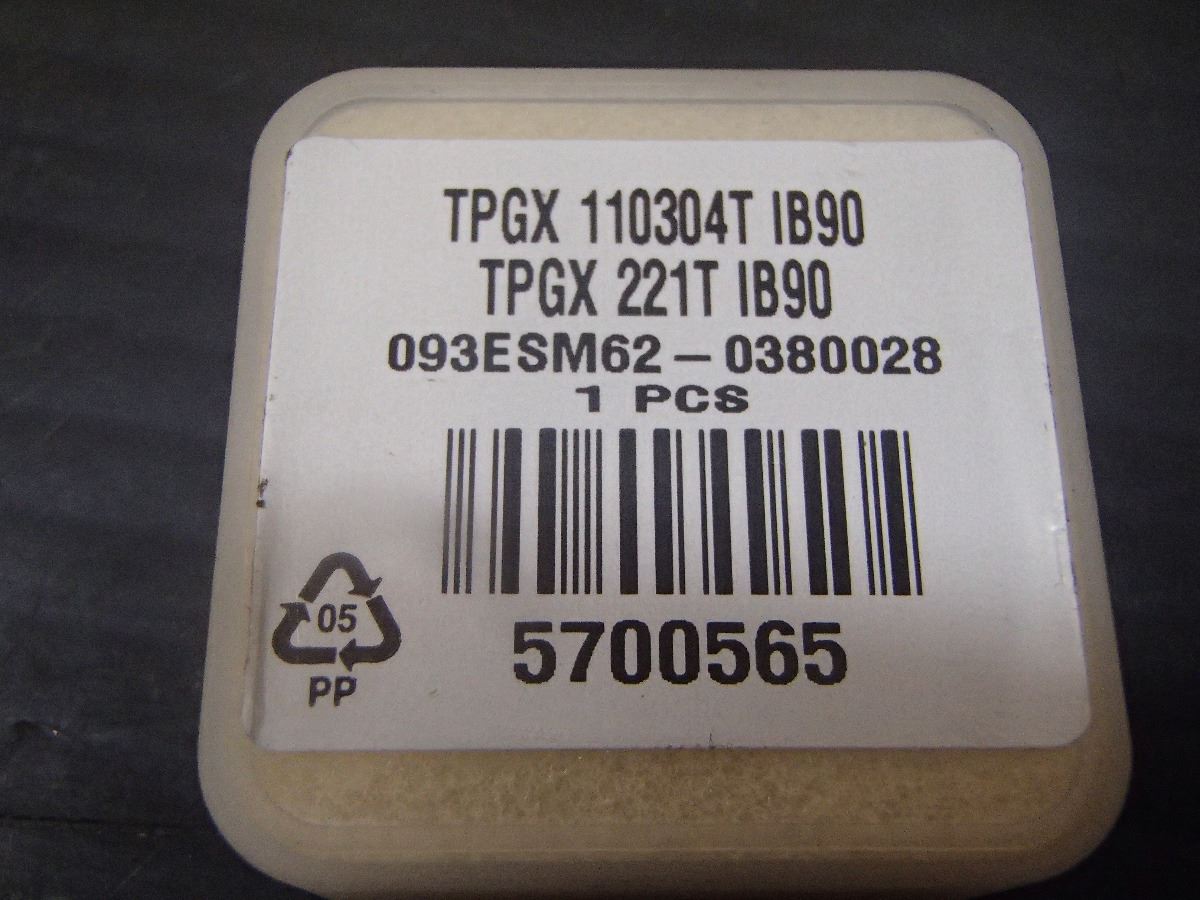 TPGX 110304T IB90
TPGX 221T IB90
093ESM62-0380028
1 PCS
5700565
05
PP